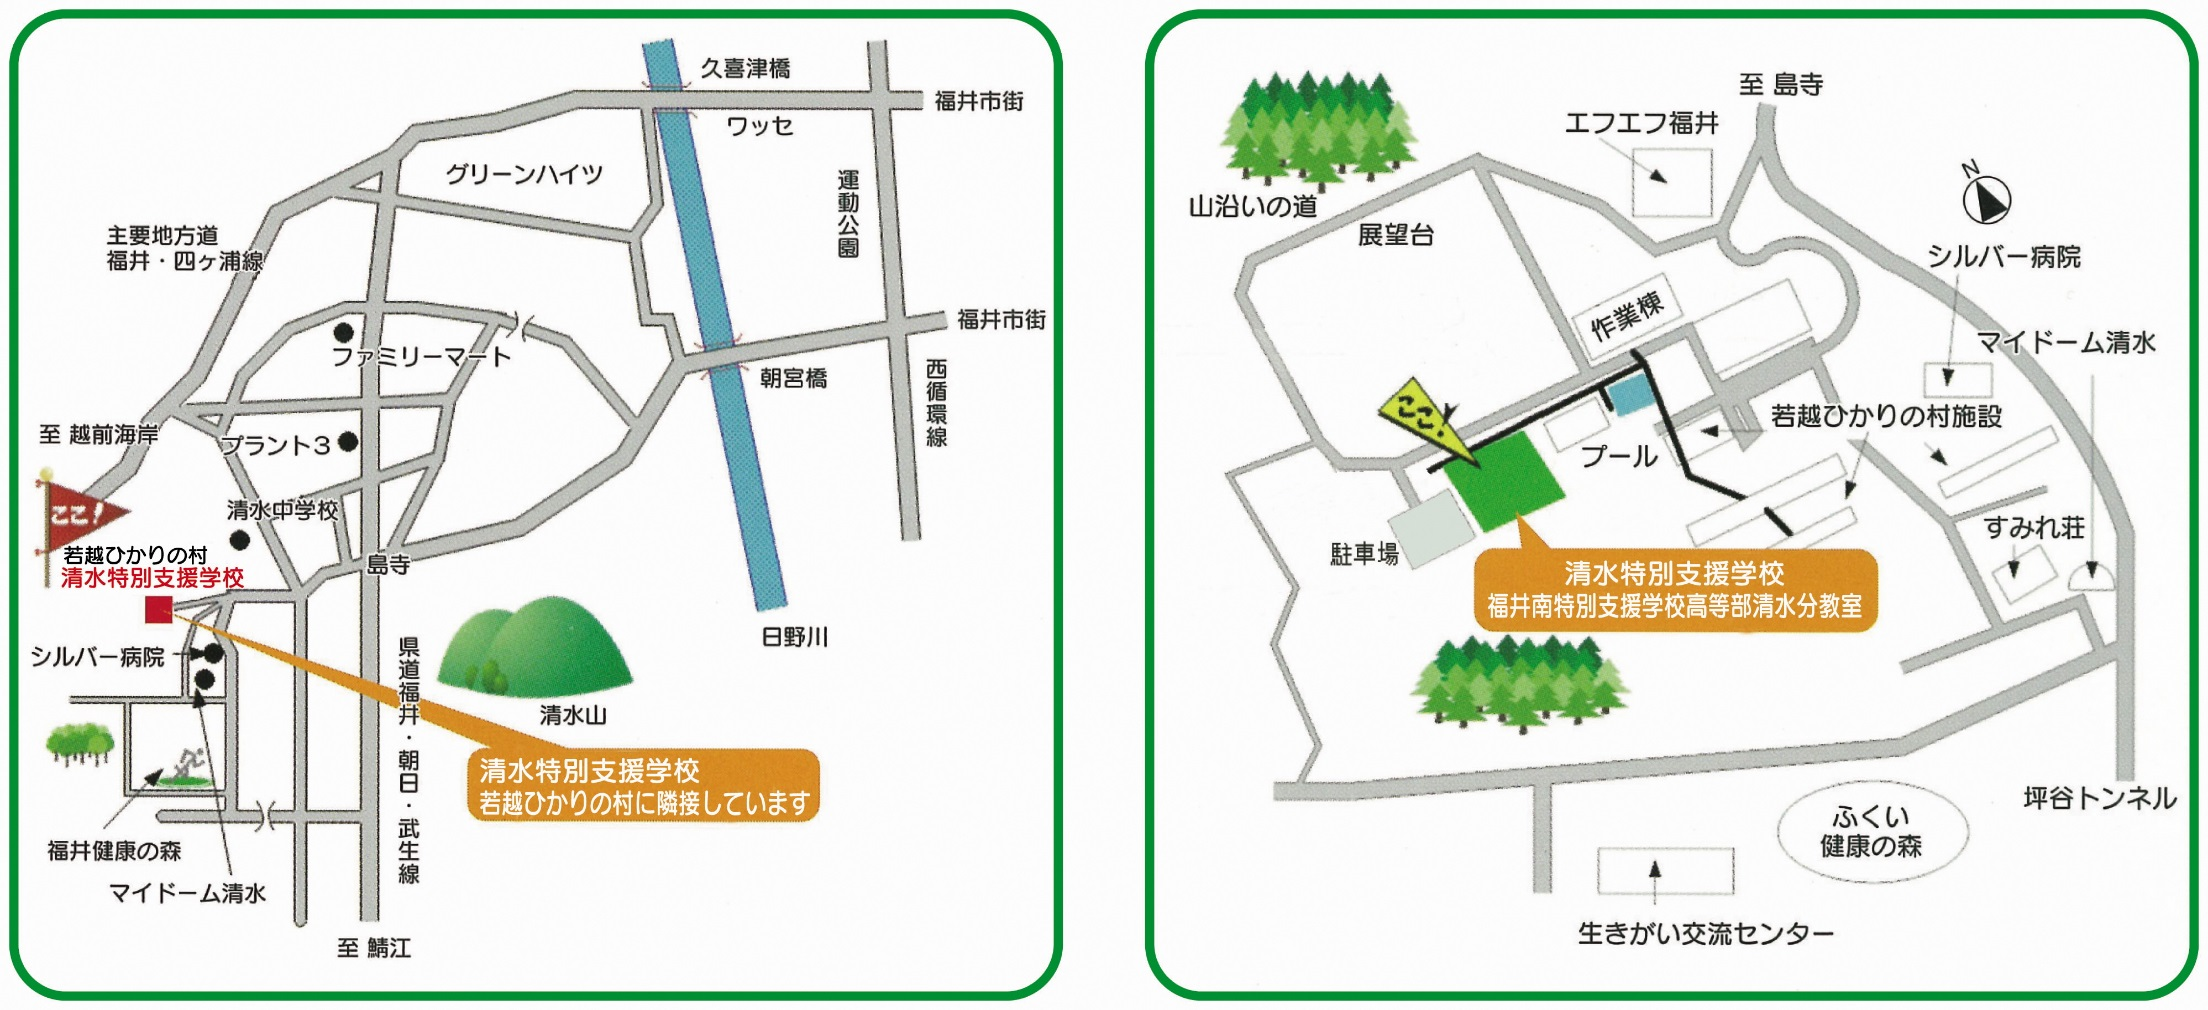 久喜津橋
福井市街
ワッセ
グリーンハイツ
運動公園
主要地方道
福井・四ヶ浦線
福井市街
ファミリーマート
朝宮橋
西循環線
至 越前海岸
プラント3
ここ!
清水中学校
若越ひかりの村
清水特別支援学校
島寺
日野川
シルバー病院
県道福井・朝日・武生線
清水山
清水特別支援学校
若越ひかりの村に隣接しています
福井健康の森
マイドーム清水
至 鯖江
至 島寺
エフエフ福井
N
山沿いの道
展望台
シルバー病院
作業棟
マイドーム清水
ここ!
若越ひかりの村施設
プール
すみれ荘
駐車場
清水特別支援学校
福井南特別支援学校高等部清水分教室
坪谷トンネル
ふくい
健康の森
生きがい交流センター